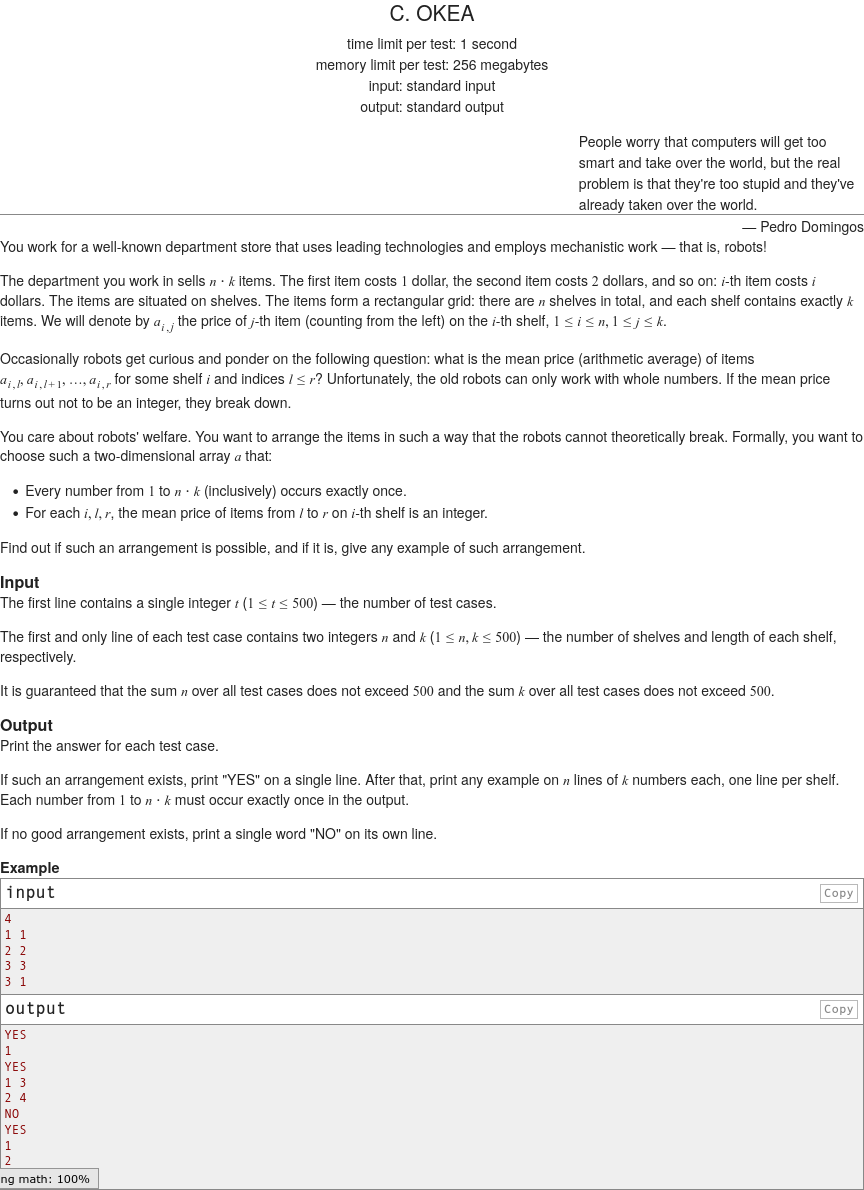 C. OKEA
time limit per test: 1 second
memory limit per test: 256 megabytes
input: standard input
output: standard output
People worry that computers will get too
smart and take over the world, but the real
problem is that they're too stupid and they've
already taken over the world.
— Pedro Domingos
You work for a well-known department store that uses leading technologies and employs mechanistic work — that is, robots!
The department you work in sells n · k items. The first item costs 1 dollar, the second item costs 2 dollars, and so on: i-th item costs i
dollars. The items are situated on shelves. The items form a rectangular grid: there are n shelves in total, and each shelf contains exactly k
items. We will denote by a_{i,j} the price of j-th item (counting from the left) on the i-th shelf, 1 ≤ i ≤ n, 1 ≤ j ≤ k.
Occasionally robots get curious and ponder on the following question: what is the mean price (arithmetic average) of items
a_{i,l}, a_{i,l+1}, …, a_{i,r} for some shelf i and indices l ≤ r? Unfortunately, the old robots can only work with whole numbers. If the mean price
turns out not to be an integer, they break down.
You care about robots' welfare. You want to arrange the items in such a way that the robots cannot theoretically break. Formally, you want to
choose such a two-dimensional array a that:
• Every number from 1 to n · k (inclusively) occurs exactly once.
• For each i, l, r, the mean price of items from l to r on i-th shelf is an integer.
Find out if such an arrangement is possible, and if it is, give any example of such arrangement.
Input
The first line contains a single integer t (1 ≤ t ≤ 500) — the number of test cases.
The first and only line of each test case contains two integers n and k (1 ≤ n, k ≤ 500) — the number of shelves and length of each shelf,
respectively.
It is guaranteed that the sum n over all test cases does not exceed 500 and the sum k over all test cases does not exceed 500.
Output
Print the answer for each test case.
If such an arrangement exists, print "YES" on a single line. After that, print any example on n lines of k numbers each, one line per shelf.
Each number from 1 to n · k must occur exactly once in the output.
If no good arrangement exists, print a single word "NO" on its own line.
Example
input Copy
4
1 1
2 2
3 3
3 1
output Copy
YES
1
YES
1 3
2 4
NO
YES
1
2
ng math: 100%